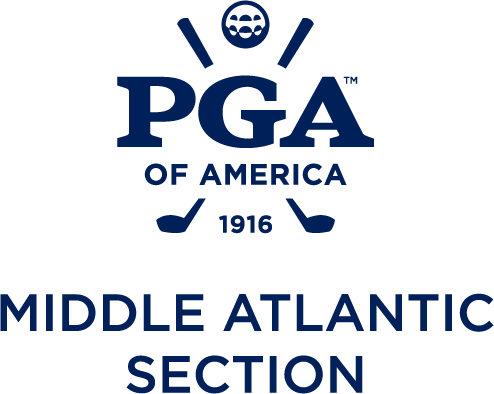 PGA™
OF AMERICA
1916
MIDDLE ATLANTIC
SECTION